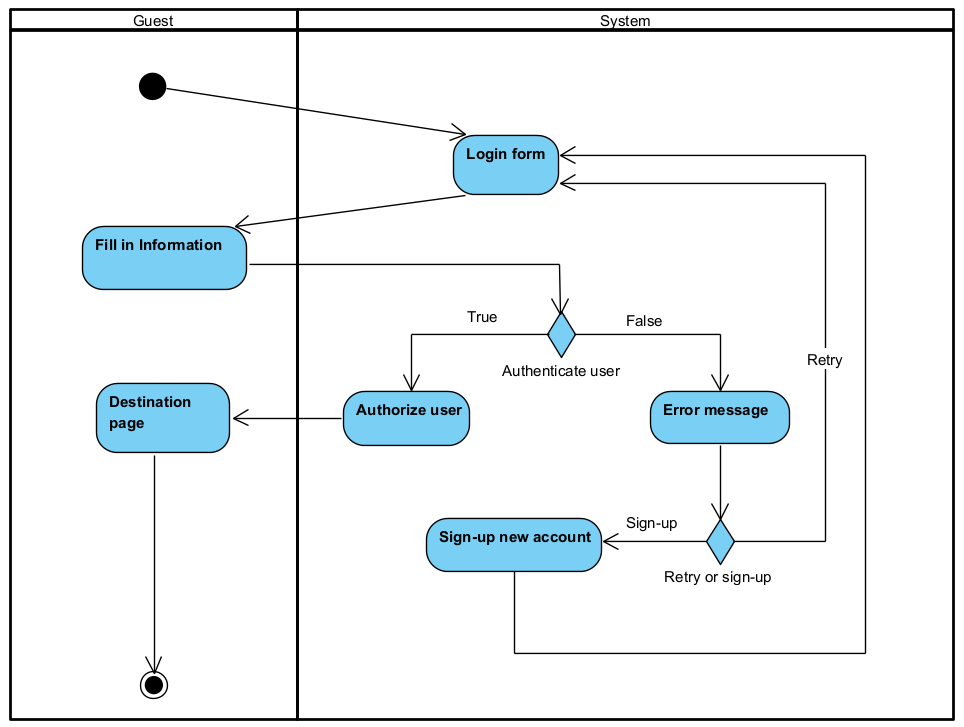 Guest
System
Login form
Fill in Information
True
False
Authenticate user
Retry
Destination
page
Authorize user
Error message
Sign-up
Sign-up new account
Retry or sign-up